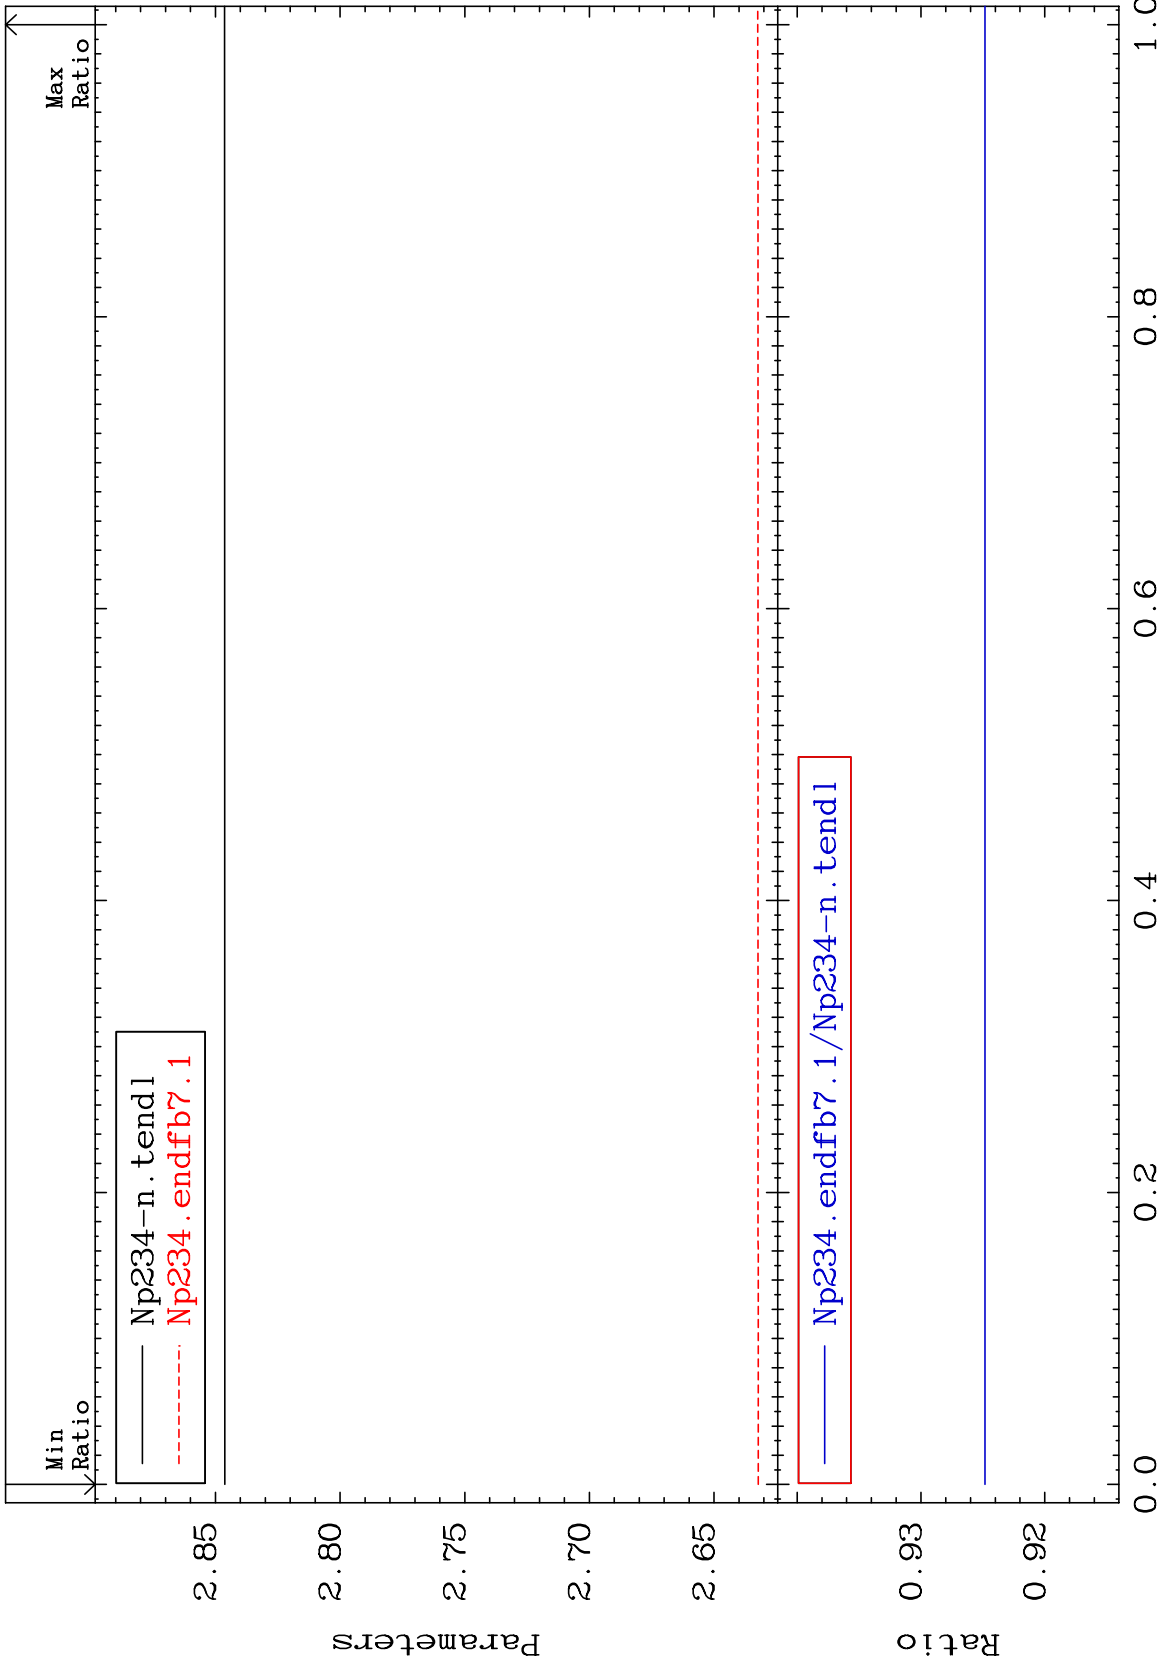 Min
Ratio
Max
Ratio
Np234-n.tendl
Np234.endfb7.1
2.85
2.80
2.75
2.70
2.65
Parameters
Np234.endfb7.1/Np234-n.tendl
0.93
0.92
Ratio
0.0
0.2
0.4
0.6
0.8
1.0